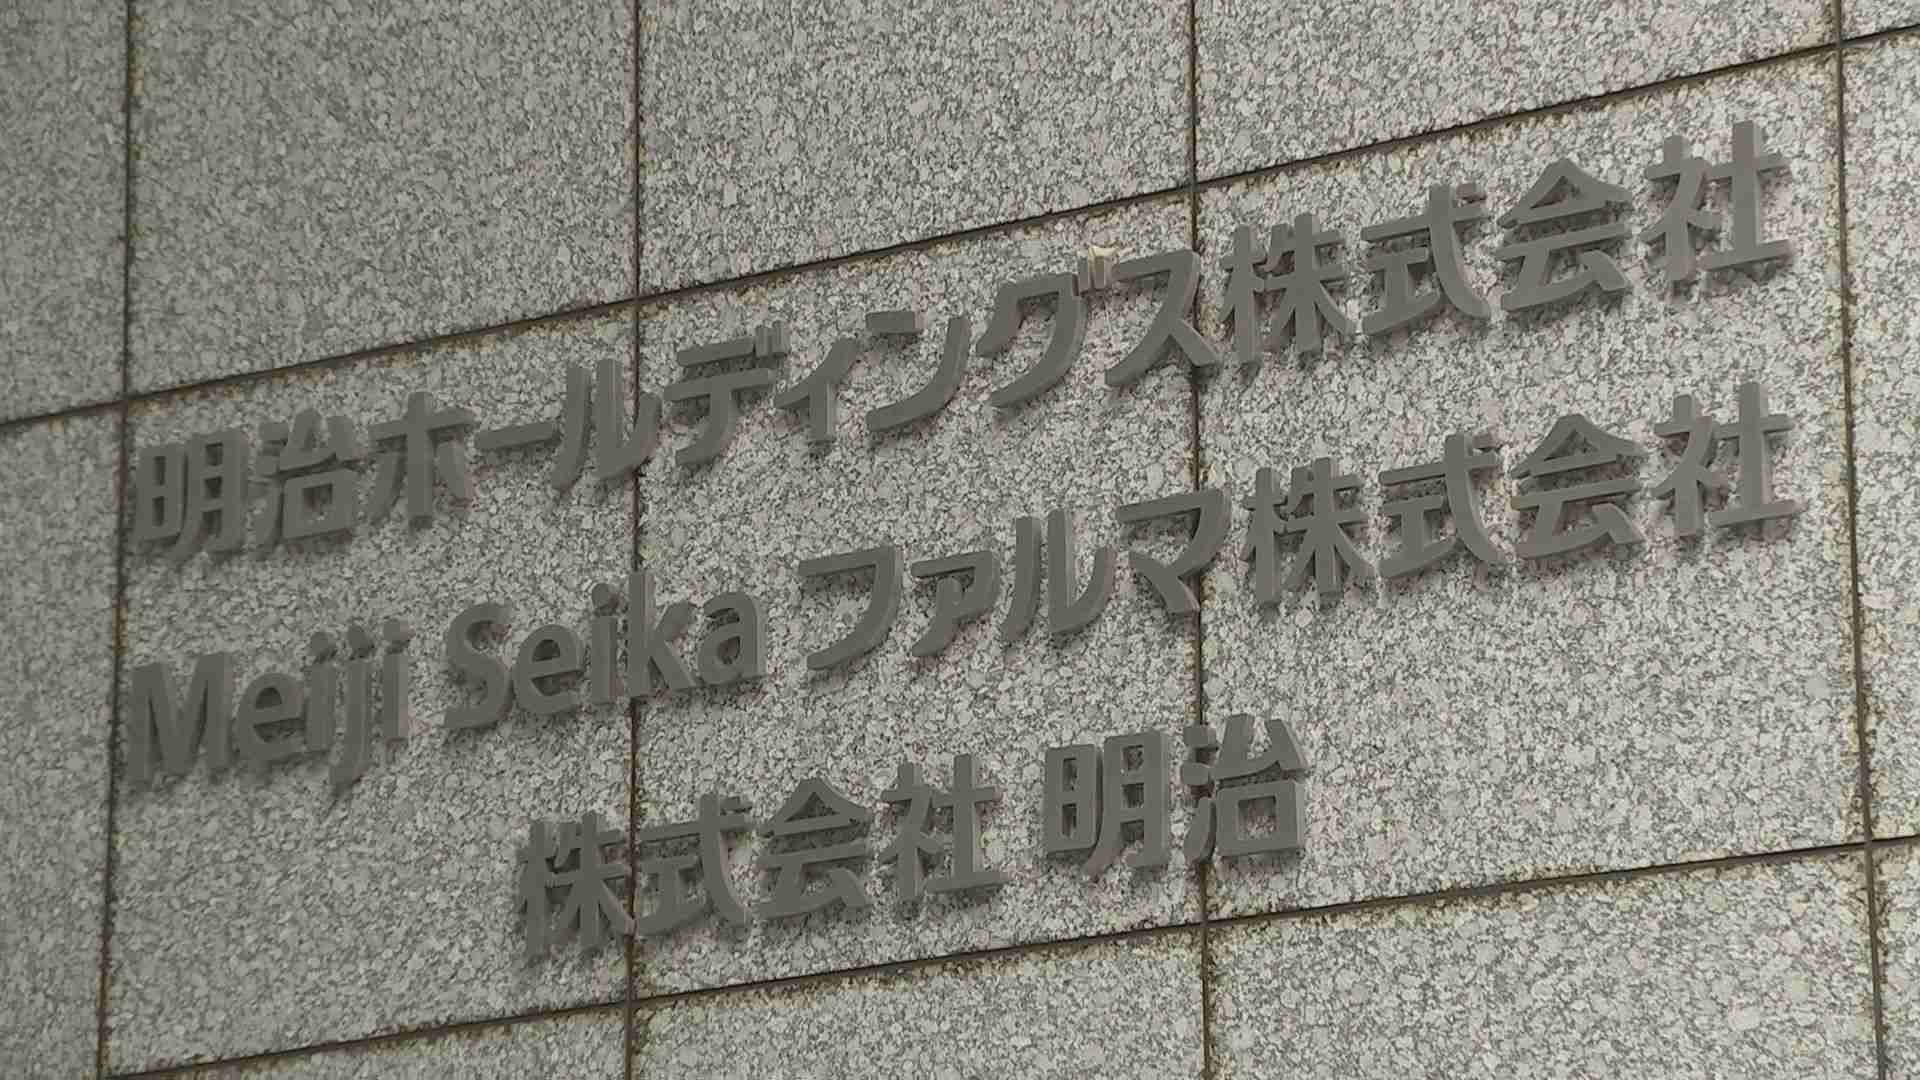 明治ホールディングス株式会社
Meiji Seika ファルマ株式会社
株式会社 明治